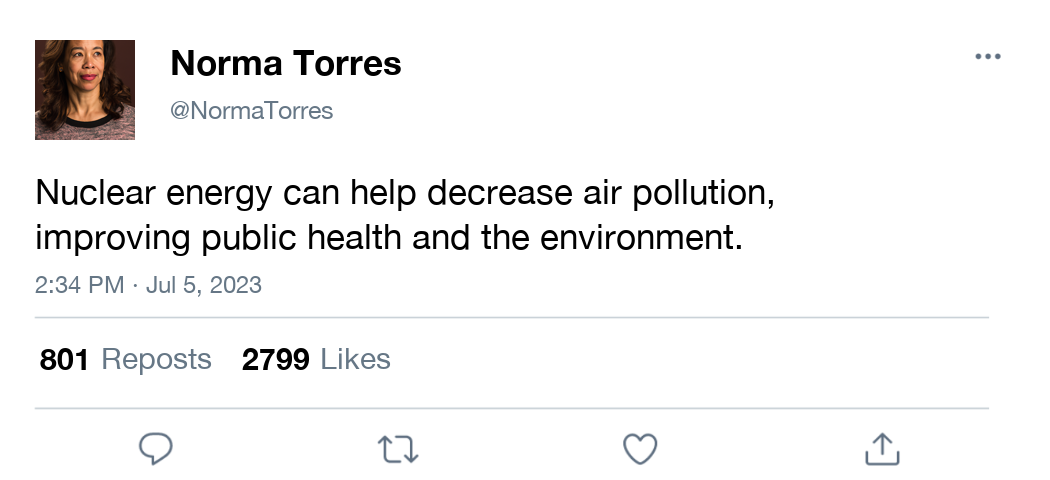 Norma Torres
@NormaTorres
Nuclear energy can help decrease air pollution,
improving public health and the environment.
2:34 PM · Jul 5, 2023
801 Reposts 2799 Likes